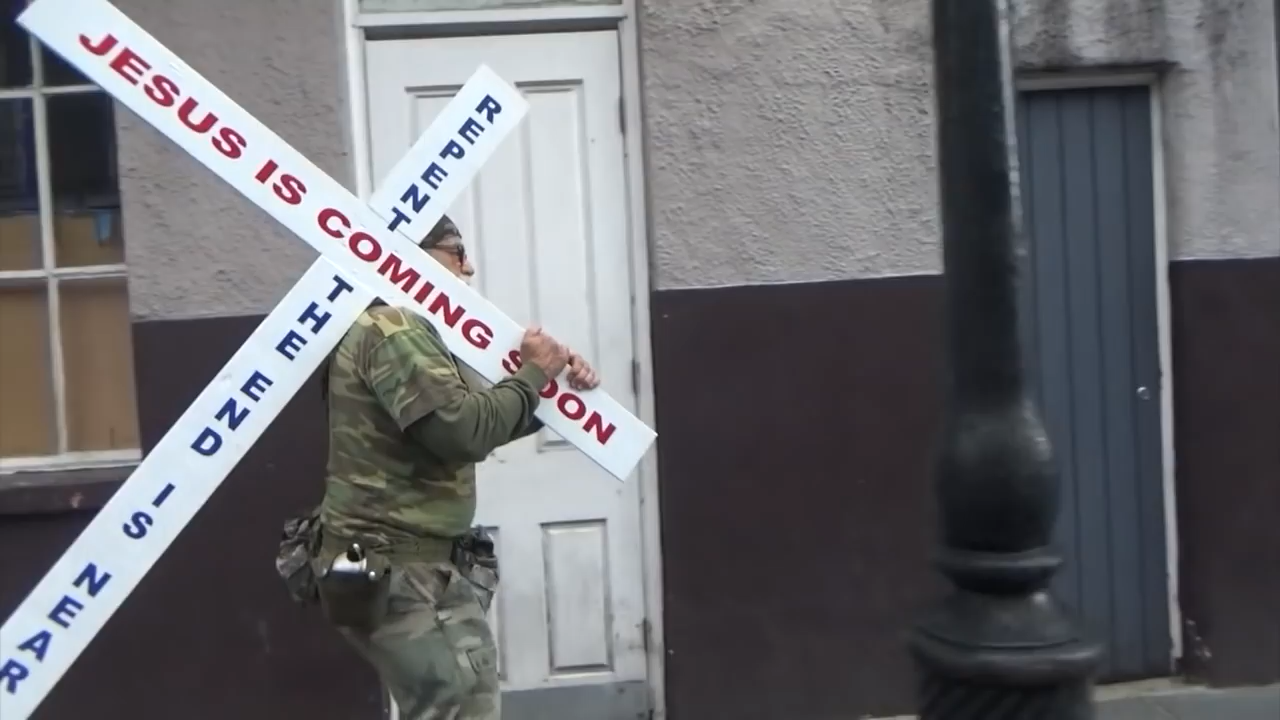 JESUS IS COMING SOON
REPENT
THE END IS NEAR